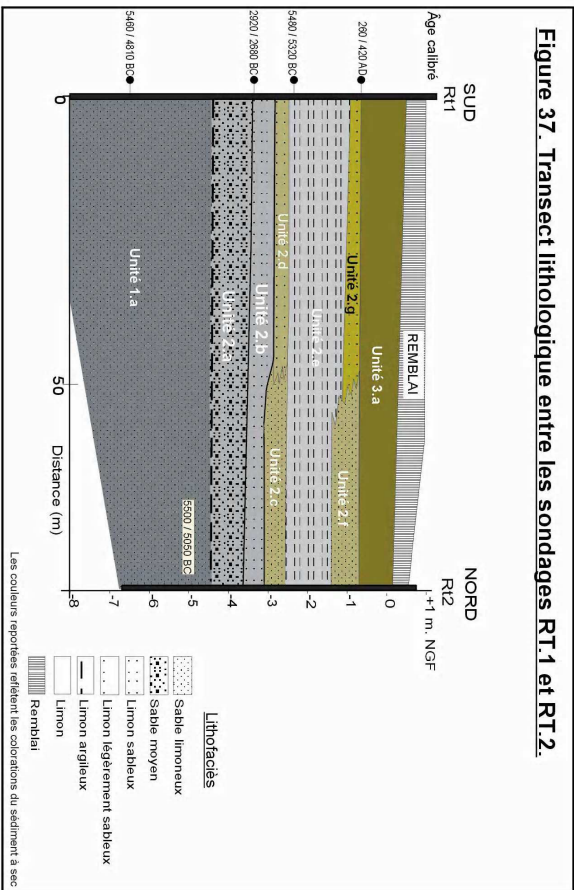 Figure 37. Transect lithologique entre les sondages RT.1 et RT.2.
SUD
NORD
Âge calibré
Rt1
Rt2
+1 m. NGF
260 / 420 AD
5480 / 5320 BC
2920 / 2680 BC
5460 / 4810 BC
REMBLAI
Unité 3.a
Unité 2.g
Unité 2.f
Unité 2.e
Unité 2.d
Unité 2.c
Unité 2.b
Unité 2.a
Unité 1.a
5500 / 5050 BC
0
-1
-2
-3
-4
-5
-6
-7
-8
0
50
Distance (m)
Lithofaciès
Sable limoneux
Sable moyen
Limon sableux
Limon légèrement sableux
Limon argileux
Limon
Remblai
Les couleurs reportées reflètent les colorations du sédiment à sec